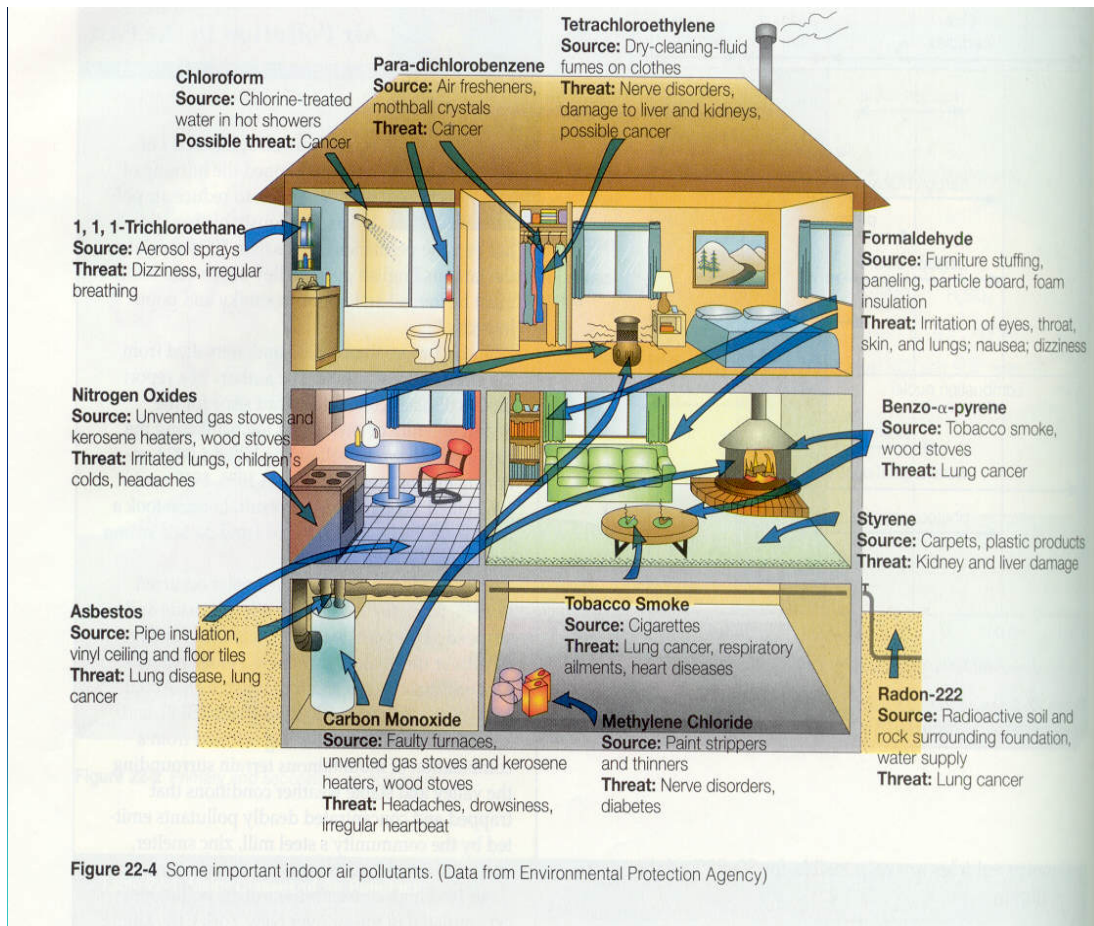 Tetrachloroethylene
Source: Dry-cleaning-fluid
fumes on clothes
Threat: Nerve disorders,
damage to liver and kidneys,
possible cancer
Para-dichlorobenzene
Source: Air fresheners,
mothball crystals
Threat: Cancer
Chloroform
Source: Chlorine-treated
water in hot showers
Possible threat: Cancer
1, 1, 1-Trichloroethane
Source: Aerosol sprays
Threat: Dizziness, irregular
breathing
Formaldehyde
Source: Furniture stuffing,
paneling, particle board, foam
insulation
Threat: Irritation of eyes, throat,
skin, and lungs; nausea; dizziness
Nitrogen Oxides
Source: Unvented gas stoves and
kerosene heaters, wood stoves
Threat: Irritated lungs, children's
colds, headaches
Benzo-α-pyrene
Source: Tobacco smoke,
wood stoves
Threat: Lung cancer
Styrene
Source: Carpets, plastic products
Threat: Kidney and liver damage
Asbestos
Source: Pipe insulation,
vinyl ceiling and floor tiles
Threat: Lung disease, lung
cancer
Tobacco Smoke
Source: Cigarettes
Threat: Lung cancer, respiratory
ailments, heart diseases
Carbon Monoxide
Source: Faulty furnaces,
unvented gas stoves and kerosene
heaters, wood stoves
Threat: Headaches, drowsiness,
irregular heartbeat
Methylene Chloride
Source: Paint strippers
and thinners
Threat: Nerve disorders,
diabetes
Radon-222
Source: Radioactive soil and
rock surrounding foundation,
water supply
Threat: Lung cancer
Figure 22-4 Some important indoor air pollutants. (Data from Environmental Protection Agency)